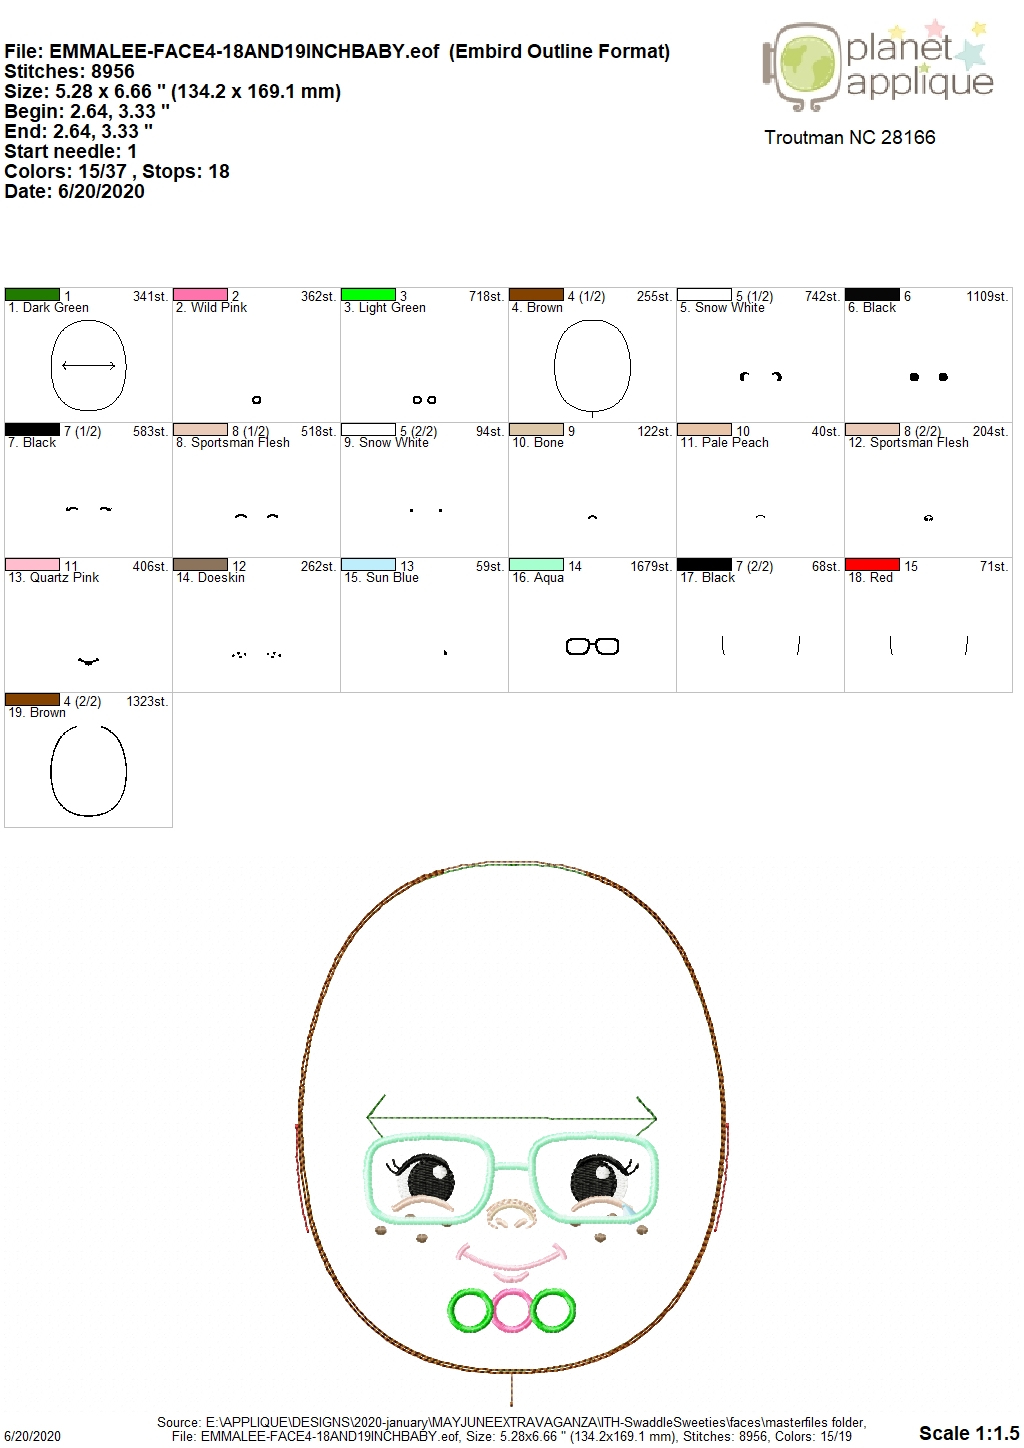 File: EMMALEE-FACE4-18AND19INCHBABY.eof (Embird Outline Format)
Stitches: 8956
Size: 5.28 x 6.66 " (134.2 x 169.1 mm)
Begin: 2.64, 3.33 "
End: 2.64, 3.33 "
Start needle: 1
Colors: 15/37 , Stops: 18
Date: 6/20/2020
planet
applique
Troutman NC 28166
1 341st. 2 362st. 3 718st. 4 (1/2) 255st. 5 (1/2) 742st. 6 1109st.
1. Dark Green 2. Wild Pink 3. Light Green 4. Brown 5. Snow White 6. Black
7 (1/2) 583st. 8 (1/2) 518st. 5 (2/2) 94st. 9 122st. 10 40st. 8 (2/2) 204st.
7. Black 8. Sportsman Flesh 9. Snow White 10. Bone 11. Pale Peach 12. Sportsman Flesh
11 406st. 12 262st. 13 59st. 14 1679st. 7 (2/2) 68st. 15 71st.
13. Quartz Pink 14. Doeskin 15. Sun Blue 16. Aqua 17. Black 18. Red
4 (2/2) 1323st.
19. Brown
Source: E:\APPLIQUE\DESIGNS\2020-january\MAYJUNEEXTRAVAGANZA\ITH-SwaddleSweeties\faces\masterfiles folder,
6/20/2020 File: EMMALEE-FACE4-18AND19INCHBABY.eof, Size: 5.28x6.66 " (134.2x169.1 mm), Stitches: 8956, Colors: 15/19 Scale 1:1.5